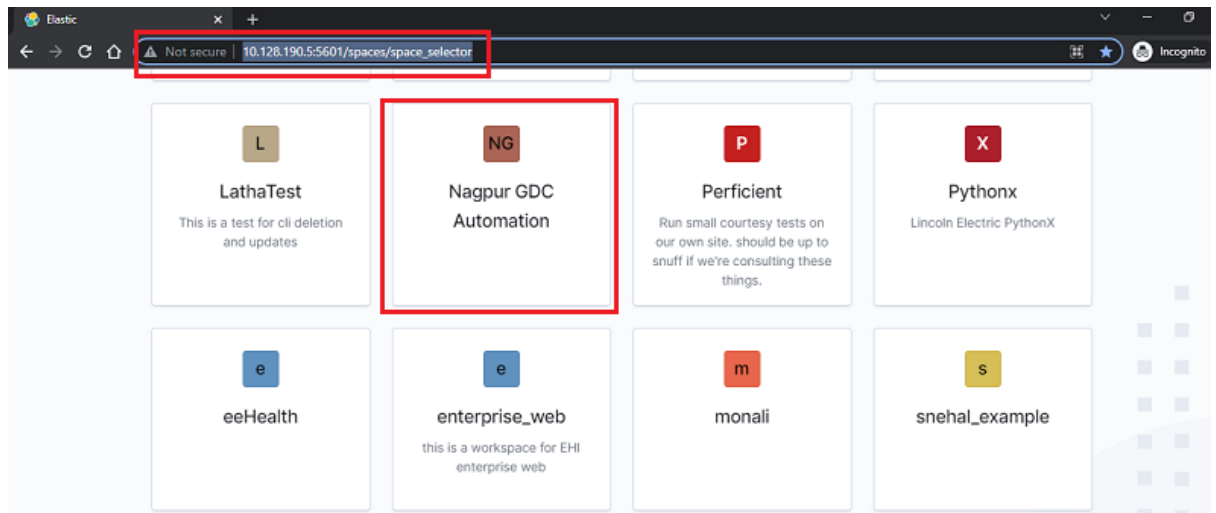 Elastic
Not secure | 10.128.190.5:5601/spaces/space_selector
Incognito
L
LathaTest
This is a test for cli deletion
and updates
NG
Nagpur GDC
Automation
P
Perficient
Run small courtesy tests on
our own site. should be up to
snuff if we're consulting these
things.
X
Pythonx
Lincoln Electric PythonX
e
eeHealth
e
enterprise_web
this is a workspace for EHI
enterprise web
m
monali
s
snehal_example